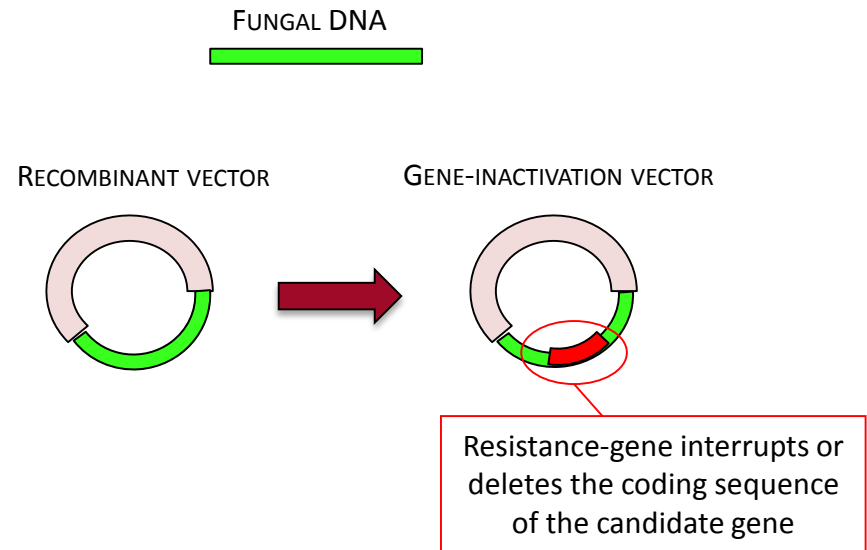 FUNGAL DNA
RECOMBINANT VECTOR
GENE-INACTIVATION VECTOR
Resistance-gene interrupts or
deletes the coding sequence
of the candidate gene